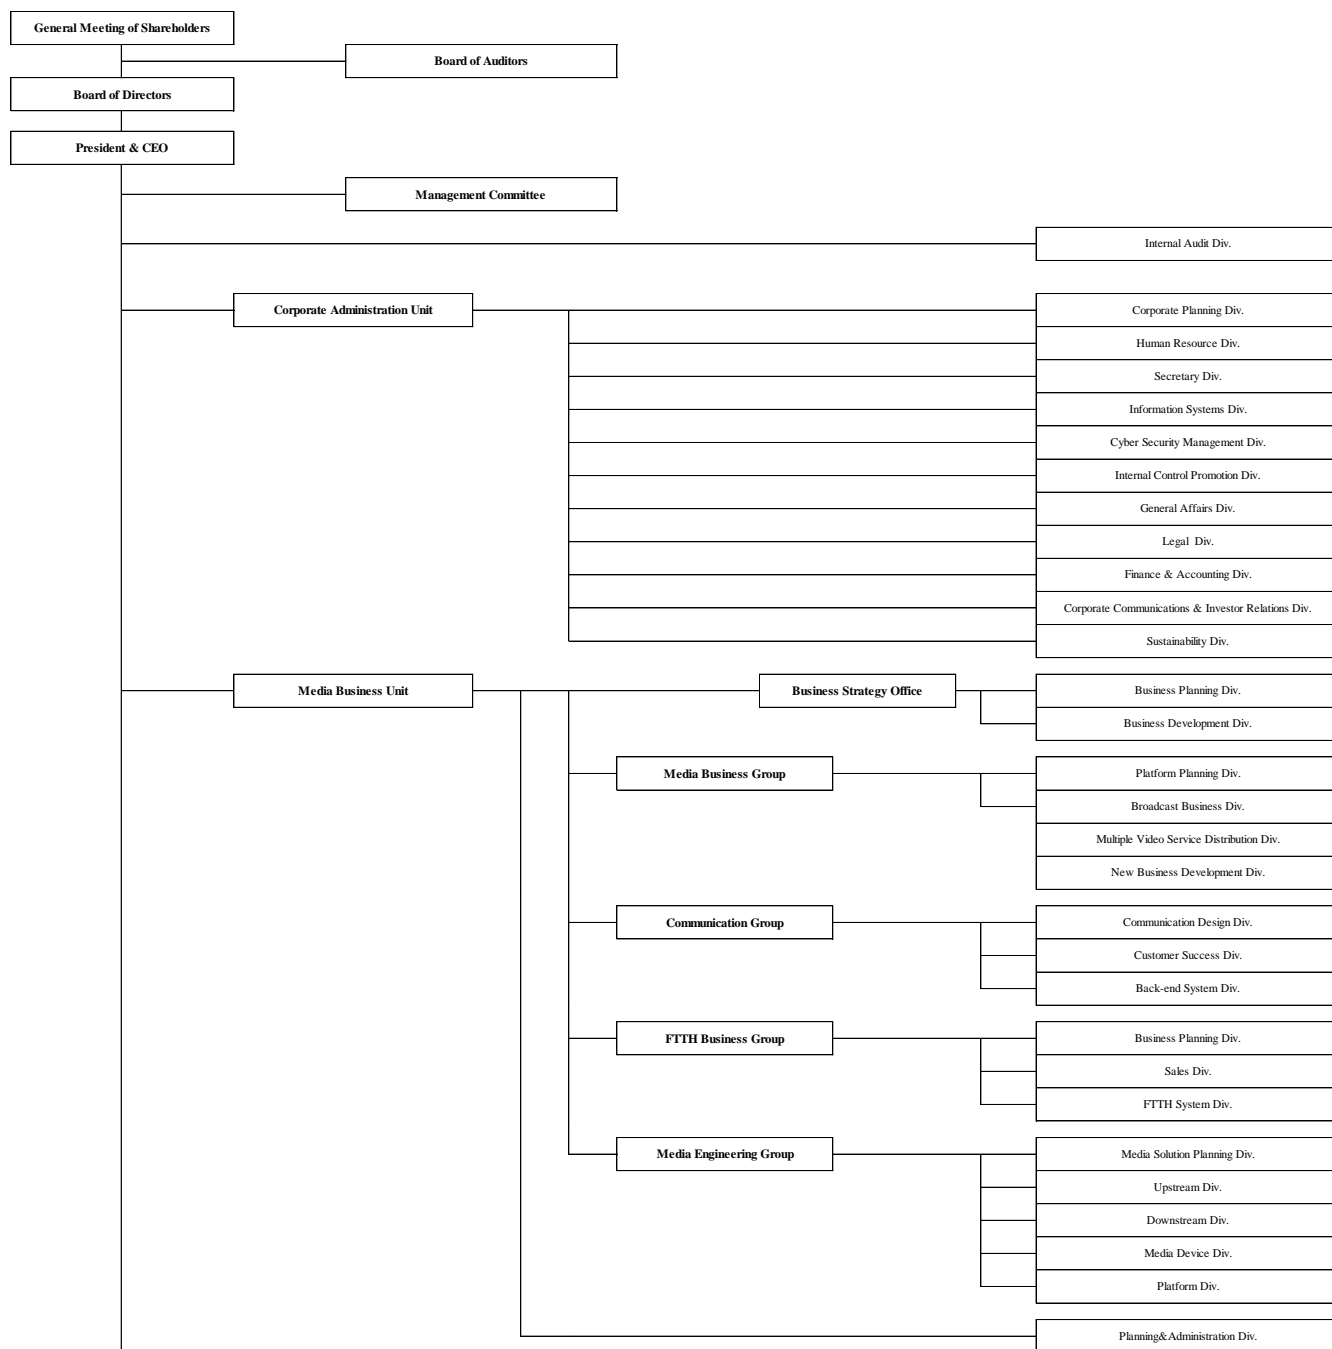 General Meeting of Shareholders
Board of Auditors
Board of Directors
President & CEO
Management Committee
Internal Audit Div.
Corporate Administration Unit
Corporate Planning Div.
Human Resource Div.
Secretary Div.
Information Systems Div.
Cyber Security Management Div.
Internal Control Promotion Div.
General Affairs Div.
Legal Div.
Finance & Accounting Div.
Corporate Communications & Investor Relations Div.
Sustainability Div.
Media Business Unit
Business Strategy Office
Business Planning Div.
Business Development Div.
Media Business Group
Platform Planning Div.
Broadcast Business Div.
Multiple Video Service Distribution Div.
New Business Development Div.
Communication Group
Communication Design Div.
Customer Success Div.
Back-end System Div.
FTTH Business Group
Business Planning Div.
Sales Div.
FTTH System Div.
Media Engineering Group
Media Solution Planning Div.
Upstream Div.
Downstream Div.
Media Device Div.
Platform Div.
Planning&Administration Div.